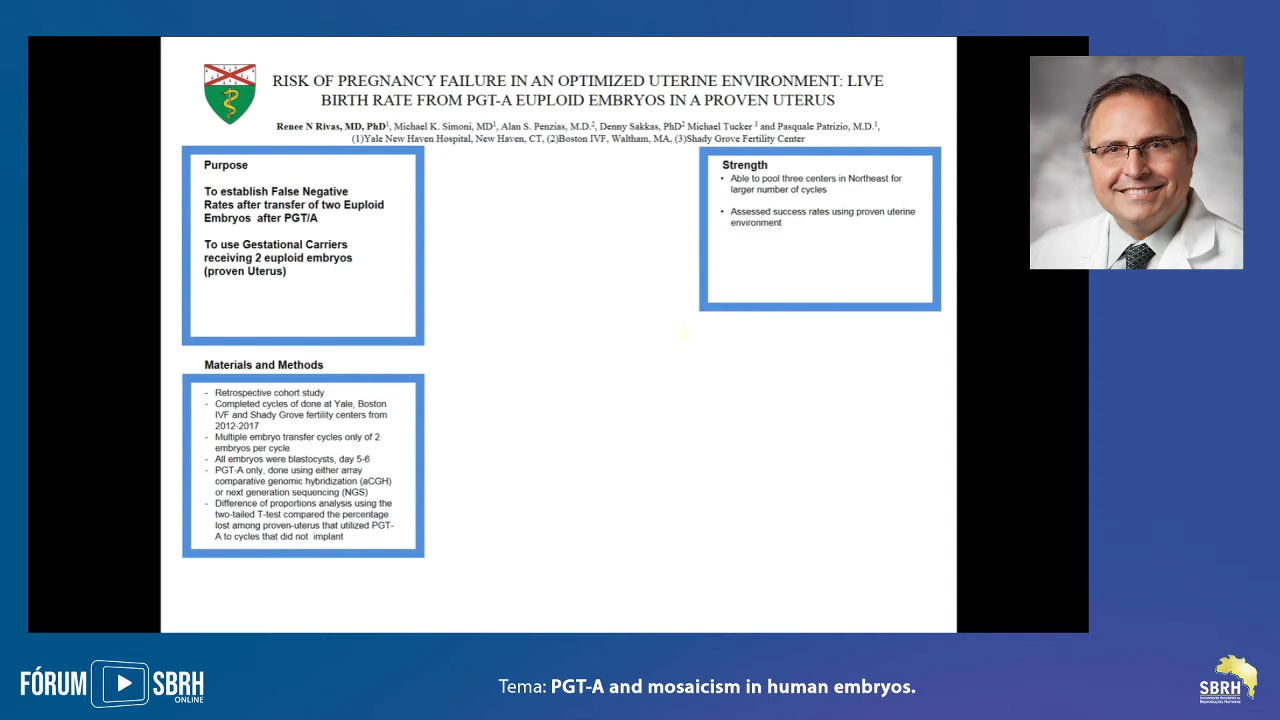 RISK OF PREGNANCY FAILURE IN AN OPTIMIZED UTERINE ENVIRONMENT: LIVE
BIRTH RATE FROM PGT-A EUPLOID EMBRYOS IN A PROVEN UTERUS
Renee N Rivas, MD, PhD1, Michael K. Simoni, MD1, Alan S. Penzias, M.D.2, Denny Sakkas, PhD2 Michael Tucker 3 and Pasquale Patrizio, M.D.1,
(1)Yale New Haven Hospital, New Haven, CT, (2)Boston IVF, Waltham, MA, (3)Shady Grove Fertility Center
Purpose
To establish False Negative
Rates after transfer of two Euploid
Embryos after PGT/A
To use Gestational Carriers
receiving 2 euploid embryos
(proven Uterus)
Materials and Methods
- Retrospective cohort study
- Completed cycles of done at Yale, Boston
IVF and Shady Grove fertility centers from
2012-2017
- Multiple embryo transfer cycles only of 2
embryos per cycle
- All embryos were blastocysts, day 5-6
- PGT-A only, done using either array
comparative genomic hybridization (aCGH)
or next generation sequencing (NGS)
- Difference of proportions analysis using the
two-tailed T-test compared the percentage
lost among proven-uterus that utilized PGT-
A to cycles that did not implant
Strength
• Able to pool three centers in Northeast for
larger number of cycles
• Assessed success rates using proven uterine
environment
FÓRUM SBRH
ONLINE
Tema: PGT-A and mosaicism in human embryos.
SBRH